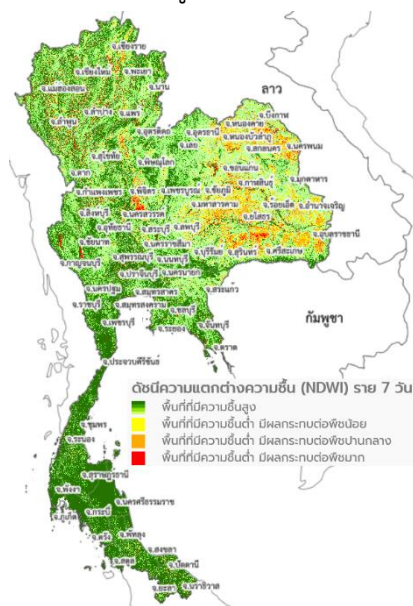 จ.เชียงราย
จ.เชียงใหม่
จ.พะเยา
จ.แม่ฮ่องสอน
จ.น่าน
จ.ลำปาง
จ.แพร่
จ.ลำพูน
ลาว
จ.บึงกาฬ
จ.หนองคาย
จ.อุตรดิตถ์
จ.อุดรธานี
จ.หนองบัวลำภู
จ.เลย
จ.นครพนม
จ.สกลนคร
จ.สุโขทัย
จ.พิษณุโลก
จ.ขอนแก่น
จ.ตาก
จ.มุกดาหาร
จ.กำแพงเพชร
จ.พิจิตร
จ.เพชรบูรณ์
จ.ชัยภูมิ
จ.กาฬสินธุ์
จ.มหาสารคาม
จ.ร้อยเอ็ด
จ.อำนาจเจริญ
จ.สิงห์บุรี
จ.นครสวรรค์
จ.ยโสธร
จ.อุทัยธานี
จ.สระบุรี
จ.ลพบุรี
จ.อุบลราชธานี
จ.ชัยนาท
จ.นครราชสีมา
จ.บุรีรัมย์
จ.สุรินทร์
จ.ศรีสะเกษ
จ.สุพรรณบุรี
จ.นนทบุรี
จ.กาญจนบุรี
จ.ปราจีนบุรี
จ.นครนายก
จ.นครปฐม
จ.สมุทรสาคร
จ.สระแก้ว
จ.ราชบุรี
จ.สมุทรสงคราม
จ.ชลบุรี
จ.เพชรบุรี
จ.ระยอง
จ.จันทบุรี
กัมพูชา
จ.ตราด
จ.ประจวบคีรีขันธ์
ดัชนีความแตกต่างความชื้น (NDWI) ราย 7 วัน
พื้นที่ที่มีความชื้นสูง
พื้นที่ที่มีความชื้นต่ำ มีผลกระทบต่อพืชน้อย
พื้นที่ที่มีความชื้นต่ำ มีผลกระทบต่อพืชปานกลาง
พื้นที่ที่มีความชื้นต่ำ มีผลกระทบต่อพืชมาก
จ.ชุมพร
จ.ระนอง
จ.สุราษฎร์ธานี
จ.พังงา
จ.นครศรีธรรมราช
จ.กระบี่
จ.ภูเก็ต
จ.ตรัง
จ.พัทลุง
จ.สงขลา
จ.สตูล
จ.ปัตตานี
จ.ยะลา
จ.นราธิวาส